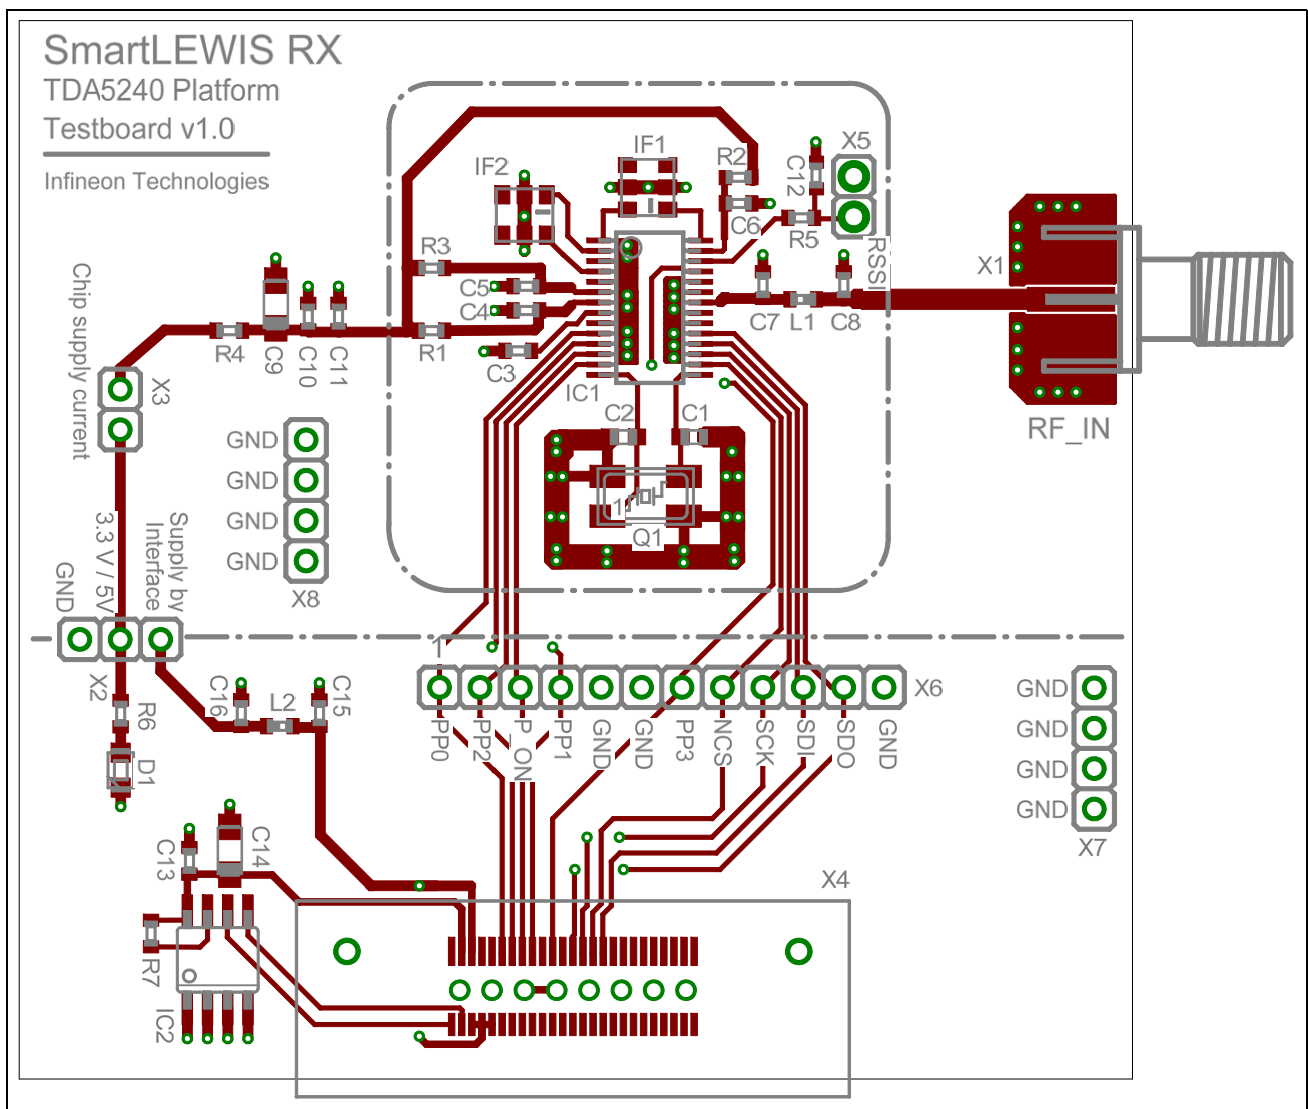 SmartLEWIS RX
TDA5240 Platform
Testboard v1.0
Infineon Technologies
IF1
IF2
R2
C12
X5
C6
R5
RSSI
R3
C5
C4
R1
C3
IC1
C7
L1
C8
X1
RF_IN
Chip supply current
X3
R4
C9
C10
C11
C2
C1
1
Q1
GND
GND
GND
GND
X8
GND
3.3 V / 5V
Supply by
Interface
X2
R6
D1
C16
L2
C15
1
X6
PP0
PP2
P_ON
PP1
GND
GND
PP3
NCS
SCK
SDI
SDO
GND
GND
GND
GND
GND
X7
C13
C14
R7
IC2
X4